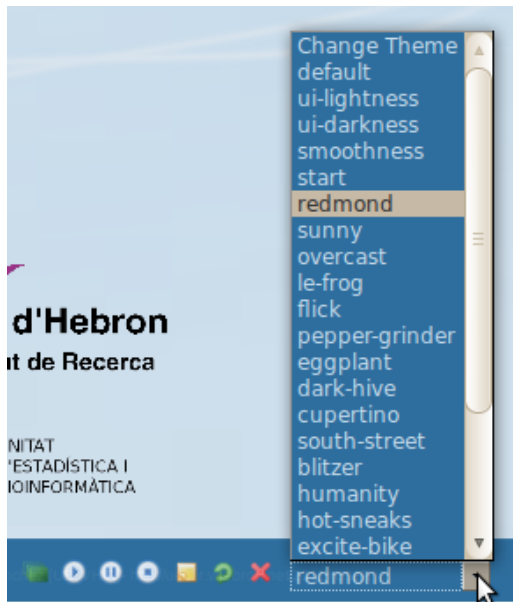 Change Theme
default
ui-lightness
ui-darkness
smoothness
start
redmond
sunny
overcast
le-frog
flick
pepper-grinder
eggplant
dark-hive
cupertino
south-street
blitzer
humanity
hot-sneaks
excite-bike
redmond
d'Hebron
t de Recerca
NITAT
'ESTADÍSTICA I
IOINFORMÀTICA